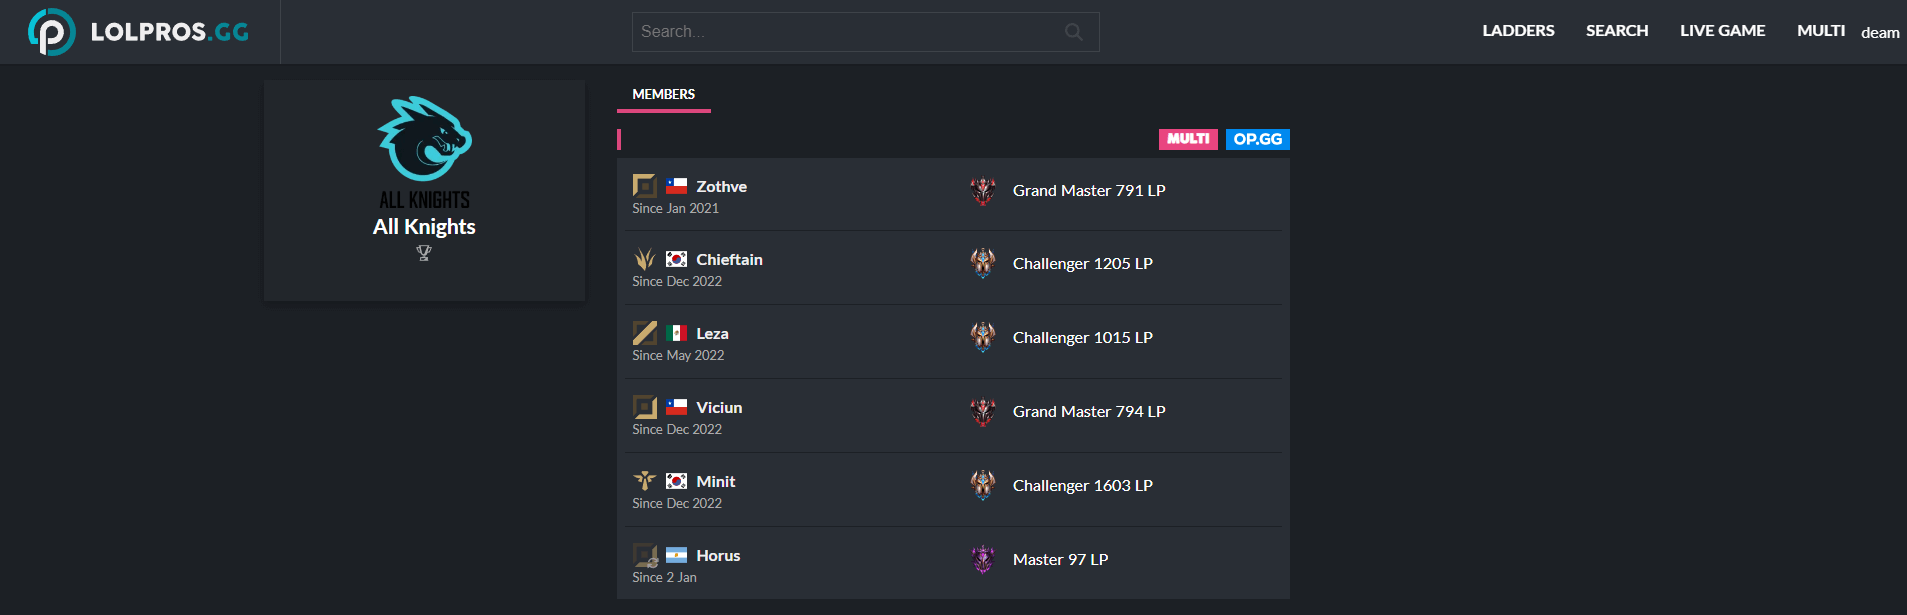 LOLPROS.GG
Search...
LADDERS
SEARCH
LIVE GAME
MULTI
deam
ALL KNIGHTS
All Knights
MEMBERS
MULTI
OP.GG
Zothve
Since Jan 2021
Grand Master 791 LP
Chieftain
Since Dec 2022
Challenger 1205 LP
Leza
Since May 2022
Challenger 1015 LP
Viciun
Since Dec 2022
Grand Master 794 LP
Minit
Since Dec 2022
Challenger 1603 LP
Horus
Since 2 Jan
Master 97 LP